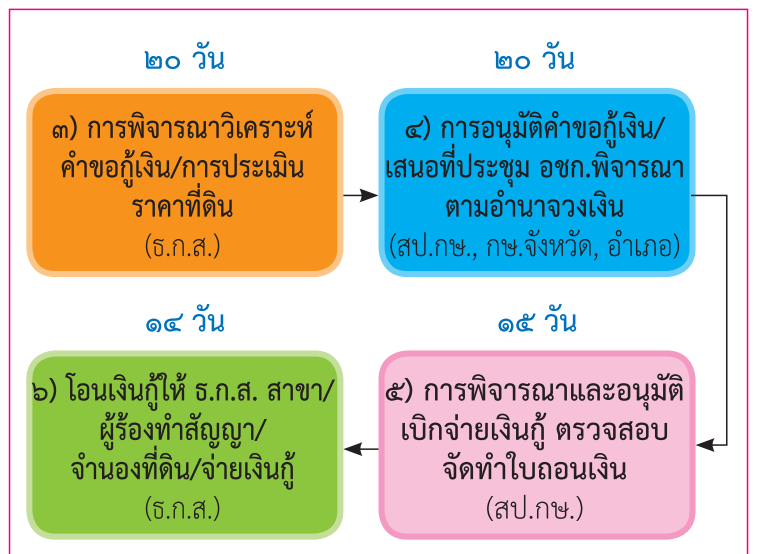 ๒๐ วัน
๓) การพิจารณาวิเคราะห์
คำขอกู้เงิน/การประเมิน
ราคาที่ดิน
(ธ.ก.ส.)
๒๐ วัน
๔) การอนุมัติคำขอกู้เงิน/
เสนอที่ประชุม อชก.พิจารณา
ตามอำนาจวงเงิน
(สป.กษ., กษ.จังหวัด, อำเภอ)
๑๕ วัน
๕) การพิจารณาและอนุมัติ
เบิกจ่ายเงินกู้ ตรวจสอบ
จัดทำใบถอนเงิน
(สป.กษ.)
๑๔ วัน
๖) โอนเงินกู้ให้ ธ.ก.ส. สาขา/
ผู้ร้องทำสัญญา/
จำนองที่ดิน/จ่ายเงินกู้
(ธ.ก.ส.)